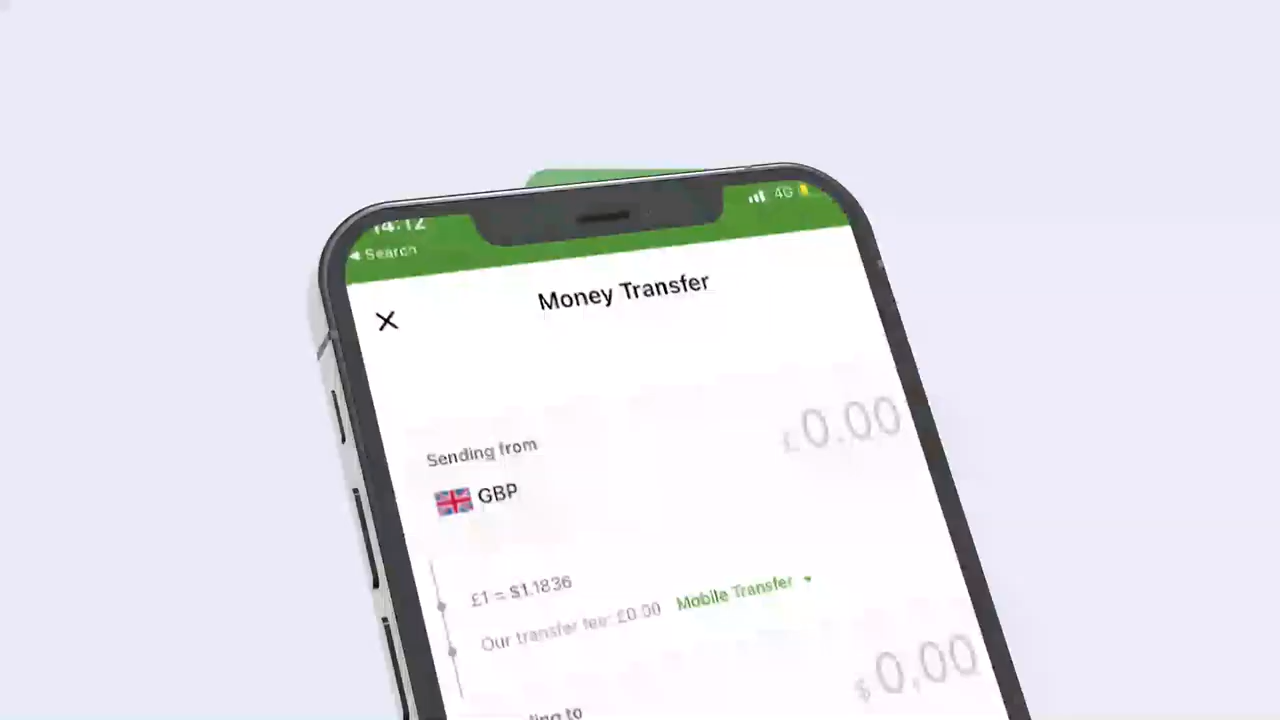 14:12
4G
◀ Search
Money Transfer
£0.00
Sending from
GBP
£1 = $1.1836
Our transfer fee: £0.00 Mobile Transfer
$0.00
to